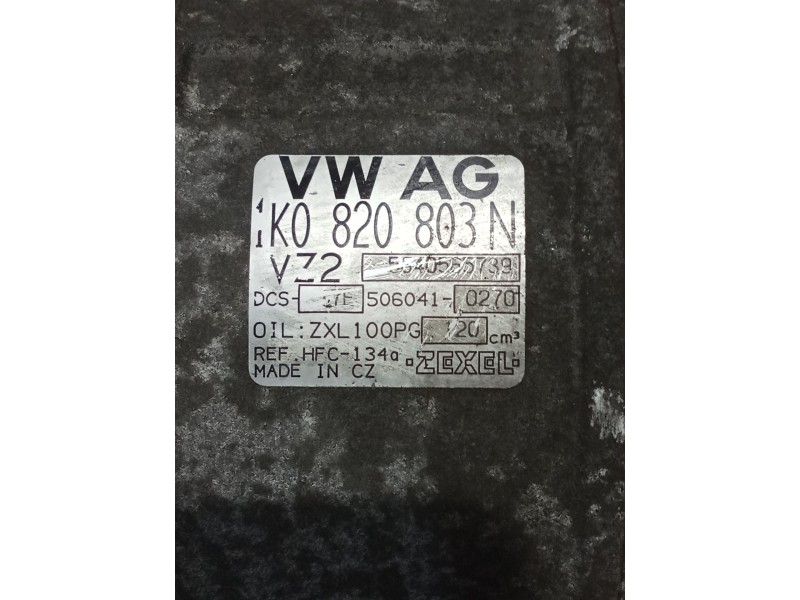 VW AG
1K0 820 803 N
VZ2
DCS-17E 506041-0270
OIL: ZXL100PG 120 cm³
REF. HFC-134a ZEXEL
MADE IN CZ